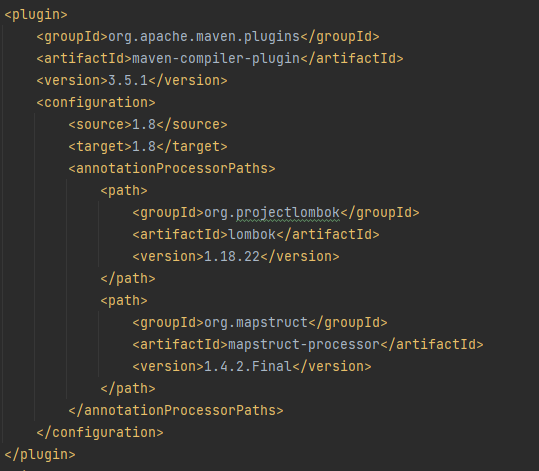 <plugin>
    <groupId>org.apache.maven.plugins</groupId>
    <artifactId>maven-compiler-plugin</artifactId>
    <version>3.5.1</version>
    <configuration>
        <source>1.8</source>
        <target>1.8</target>
        <annotationProcessorPaths>
            <path>
                <groupId>org.projectlombok</groupId>
                <artifactId>lombok</artifactId>
                <version>1.18.22</version>
            </path>
            <path>
                <groupId>org.mapstruct</groupId>
                <artifactId>mapstruct-processor</artifactId>
                <version>1.4.2.Final</version>
            </path>
        </annotationProcessorPaths>
    </configuration>
</plugin>